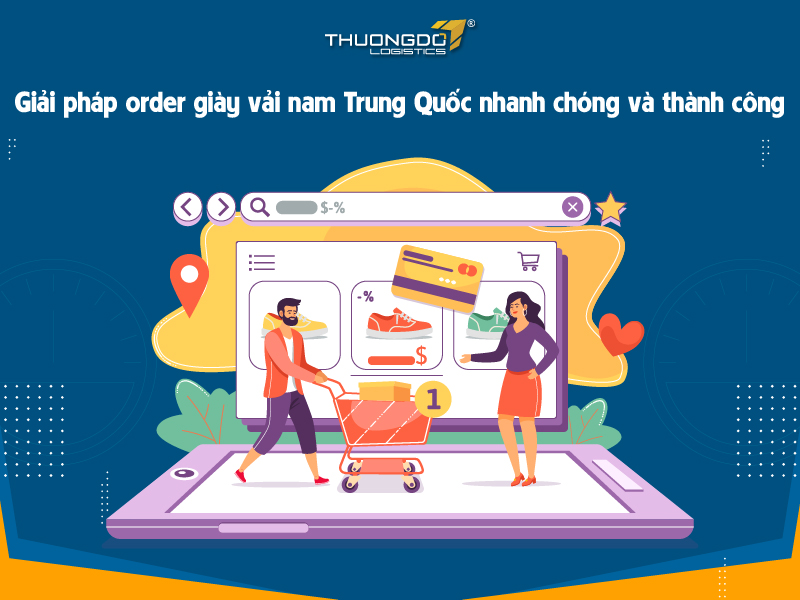 THUONGDO
LOGISTICS
®
Giải pháp order giày vải nam Trung Quốc nhanh chóng và thành công
$-%
-%
$
1